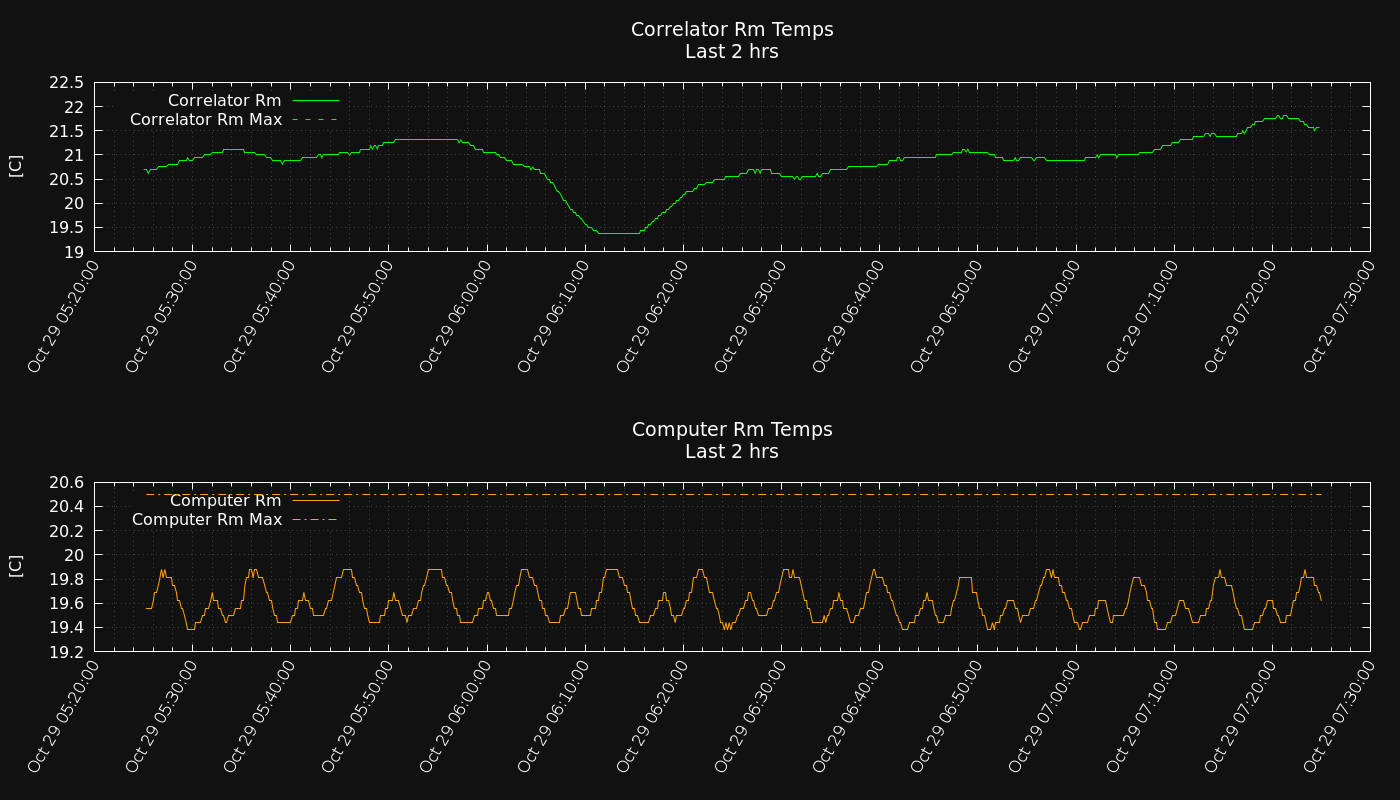 Correlator Rm Temps
Last 2 hrs
22.5
22
21.5
21
20.5
20
19.5
19
[C]
Correlator Rm
Correlator Rm Max
Oct 29 05:20:00
Oct 29 05:30:00
Oct 29 05:40:00
Oct 29 05:50:00
Oct 29 06:00:00
Oct 29 06:10:00
Oct 29 06:20:00
Oct 29 06:30:00
Oct 29 06:40:00
Oct 29 06:50:00
Oct 29 07:00:00
Oct 29 07:10:00
Oct 29 07:20:00
Oct 29 07:30:00
Computer Rm Temps
Last 2 hrs
20.6
20.4
20.2
20
19.8
19.6
19.4
19.2
[C]
Computer Rm
Computer Rm Max
Oct 29 05:20:00
Oct 29 05:30:00
Oct 29 05:40:00
Oct 29 05:50:00
Oct 29 06:00:00
Oct 29 06:10:00
Oct 29 06:20:00
Oct 29 06:30:00
Oct 29 06:40:00
Oct 29 06:50:00
Oct 29 07:00:00
Oct 29 07:10:00
Oct 29 07:20:00
Oct 29 07:30:00